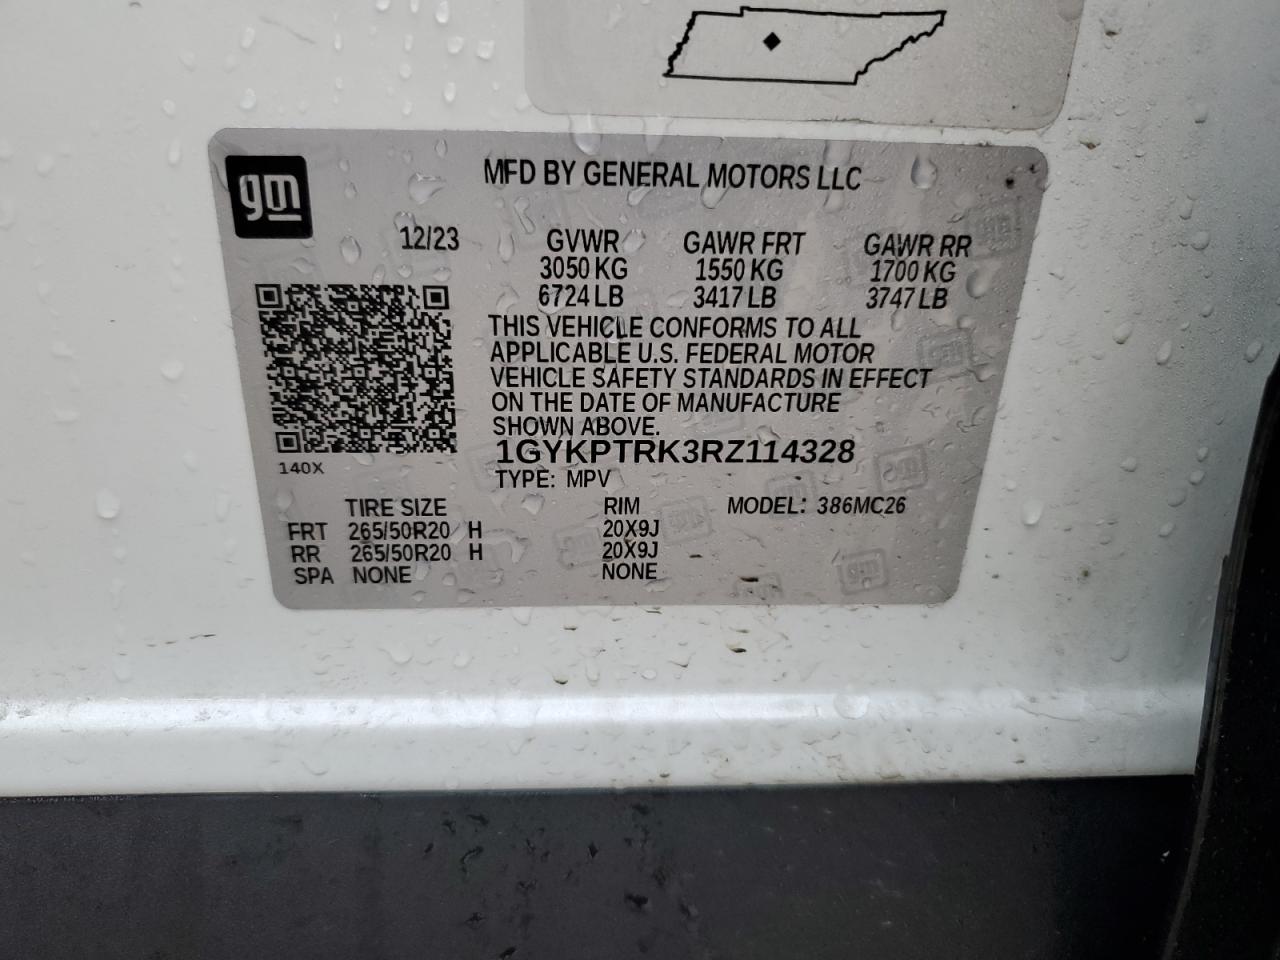 gm
MFD BY GENERAL MOTORS LLC
12/23 GVWR GAWR FRT GAWR RR
3050 KG 1550 KG 1700 KG
6724 LB 3417 LB 3747 LB
THIS VEHICLE CONFORMS TO ALL
APPLICABLE U.S. FEDERAL MOTOR
VEHICLE SAFETY STANDARDS IN EFFECT
ON THE DATE OF MANUFACTURE
SHOWN ABOVE.
1GYKPTRK3RZ114328
140X
TYPE: MPV
TIRE SIZE RIM MODEL: 386MC26
FRT 265/50R20 H 20X9J
RR 265/50R20 H 20X9J
SPA NONE NONE